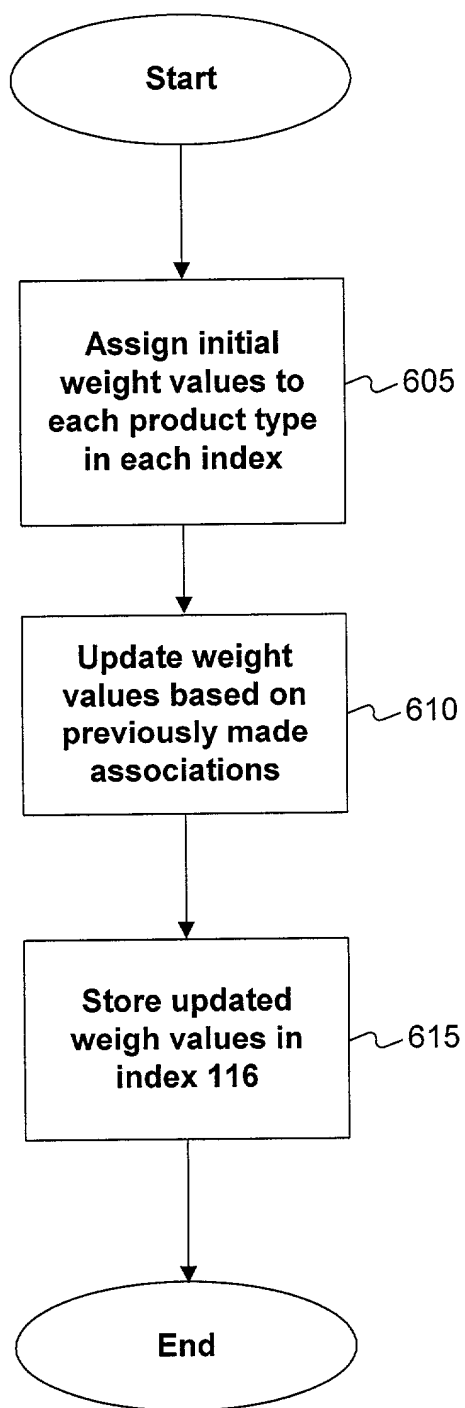 Start
Assign initial
weight values to
each product type
in each index
605
Update weight
values based on
previously made
associations
610
Store updated
weigh values in
index 116
615
End